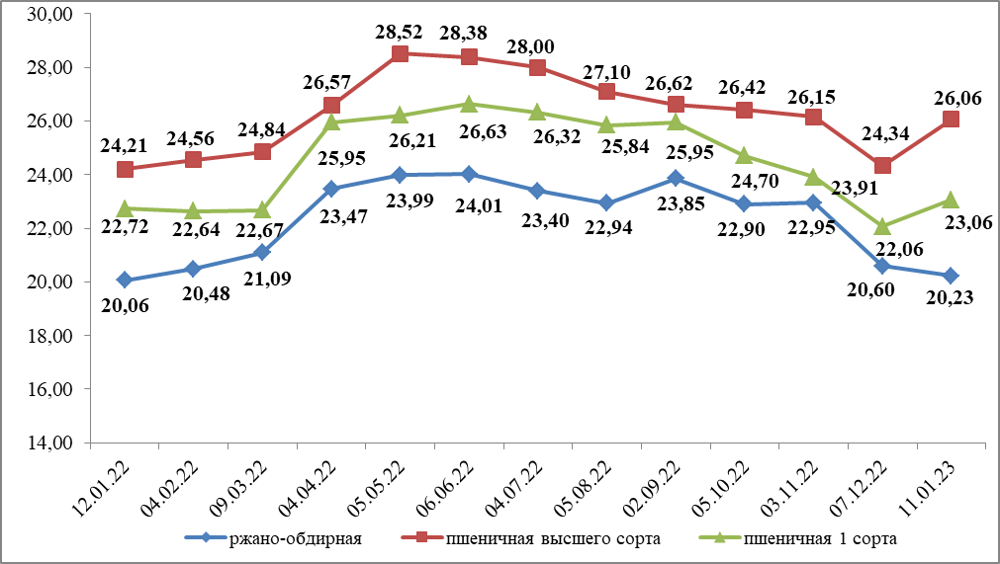 30,00
28,00
26,00
24,00
22,00
20,00
18,00
16,00
14,00
24,21 24,56 24,84 26,57 28,52 28,38 28,00 27,10 26,62 26,42 26,15 24,34 26,06
22,72 22,64 22,67 25,95 26,21 26,63 26,32 25,84 25,95 24,70 23,91 22,06 23,06
20,06 20,48 21,09 23,47 23,99 24,01 23,40 22,94 23,85 22,90 22,95 20,60 20,23
12.01.22 04.02.22 09.03.22 04.04.22 05.05.22 06.06.22 04.07.22 05.08.22 02.09.22 05.10.22 03.11.22 07.12.22 11.01.23
ржано-обдирная пшеничная высшего сорта пшеничная 1 сорта